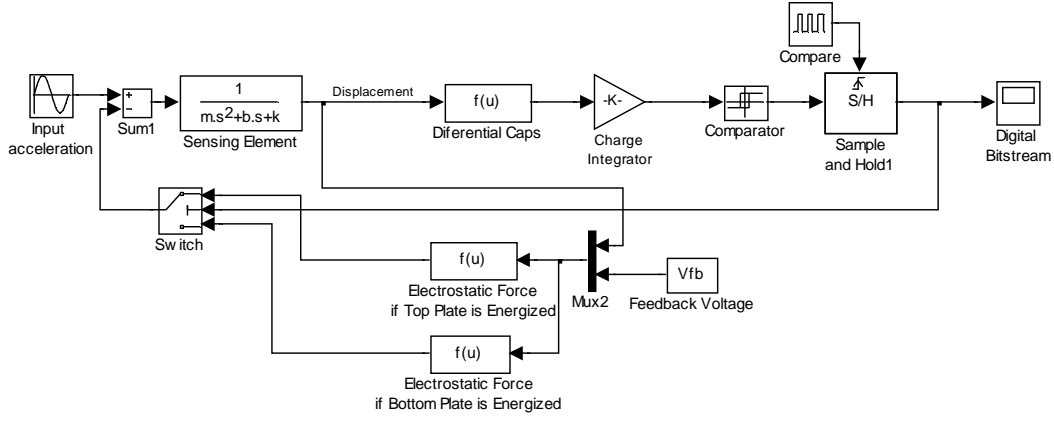 Compare
Input
acceleration
+
−
Sum1
1
m.s²+b.s+k
Sensing Element
Displacement
f(u)
Diferential Caps
-K-
Charge
Integrator
Comparator
S/H
Sample
and Hold1
Digital
Bitstream
Switch
f(u)
Electrostatic Force
if Top Plate is Energized
Mux2
Vfb
Feedback Voltage
f(u)
Electrostatic Force
if Bottom Plate is Energized